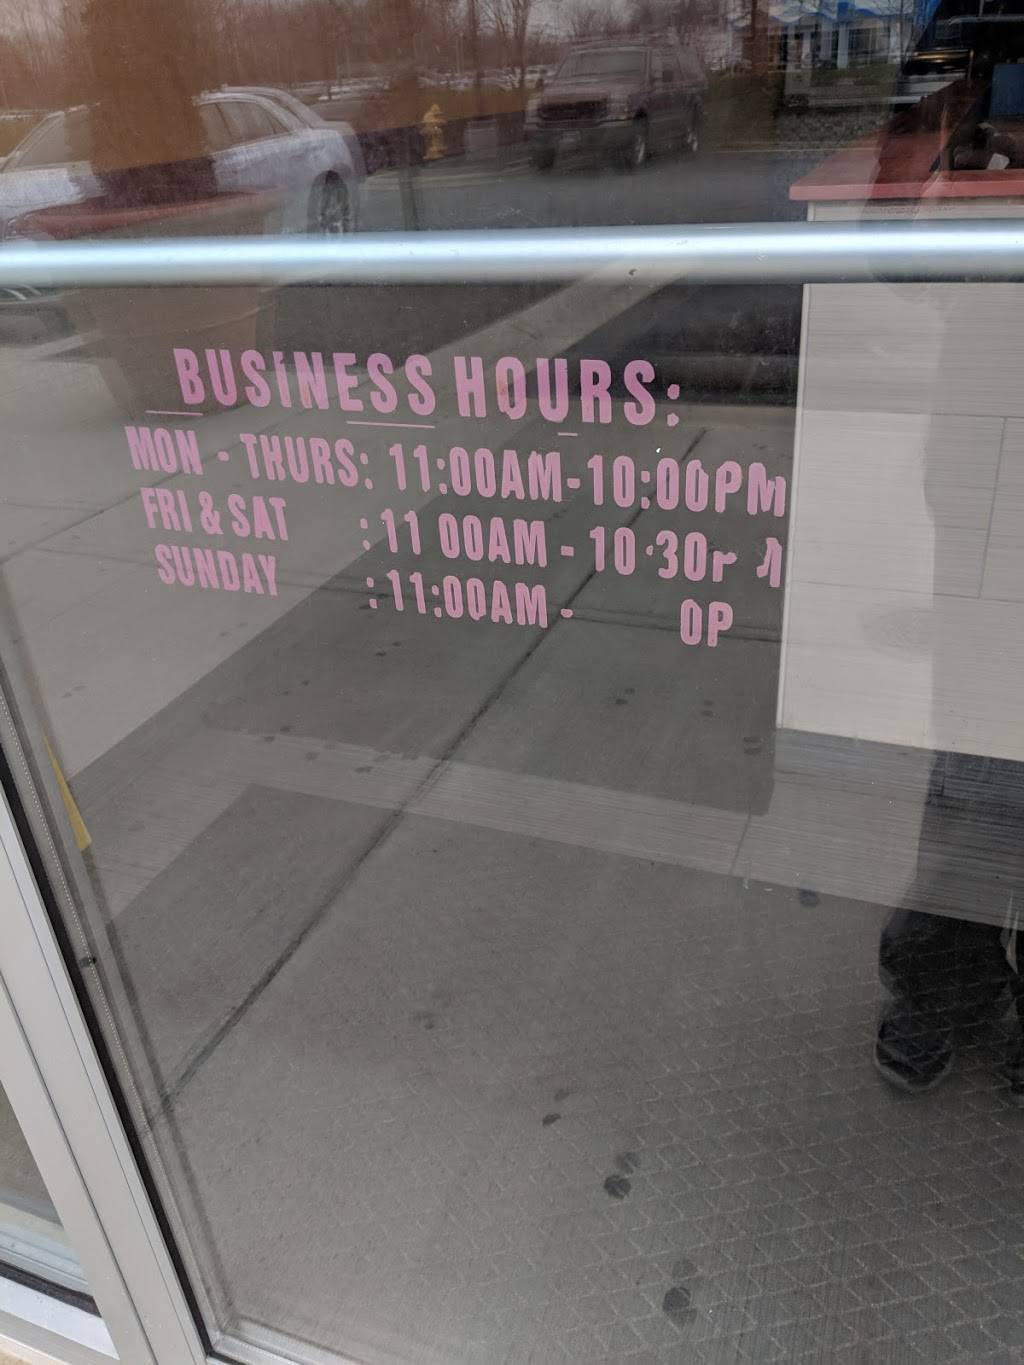 BUSINESS HOURS:
MON - THURS: 11:00AM-10:00PM
FRI & SAT : 11 00AM - 10:30
SUNDAY : 11:00AM - 0P